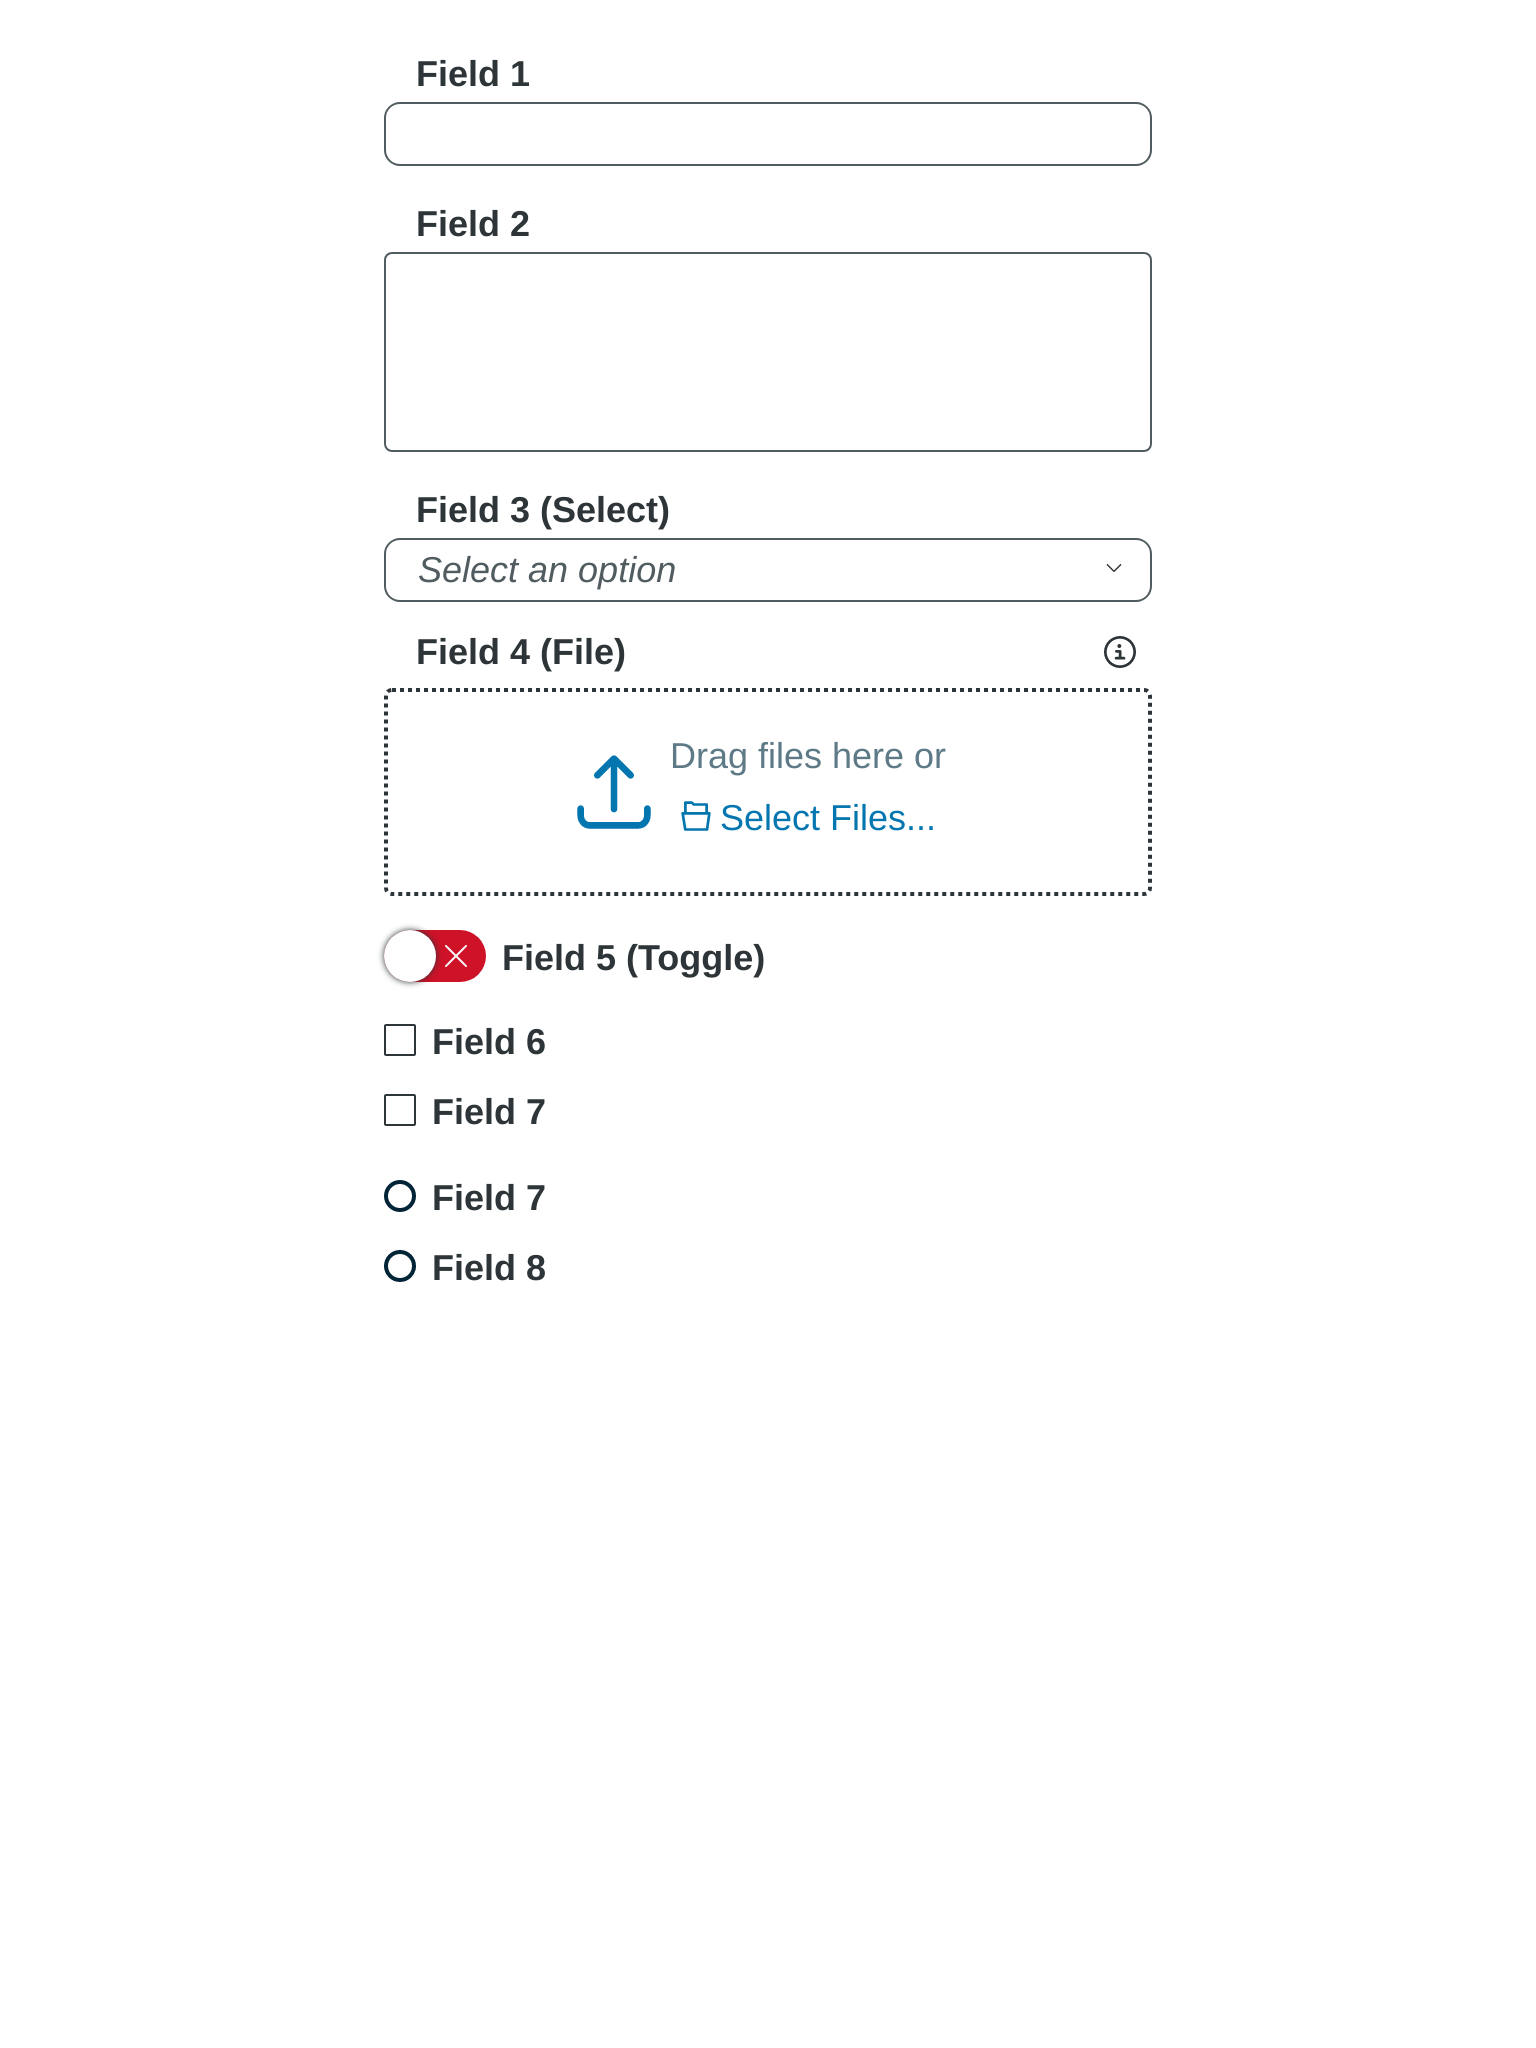 Field 1
Field 2
Field 3 (Select)
Select an option
Field 4 (File)
Drag files here or
Select Files...
Field 5 (Toggle)
Field 6
Field 7
Field 7
Field 8